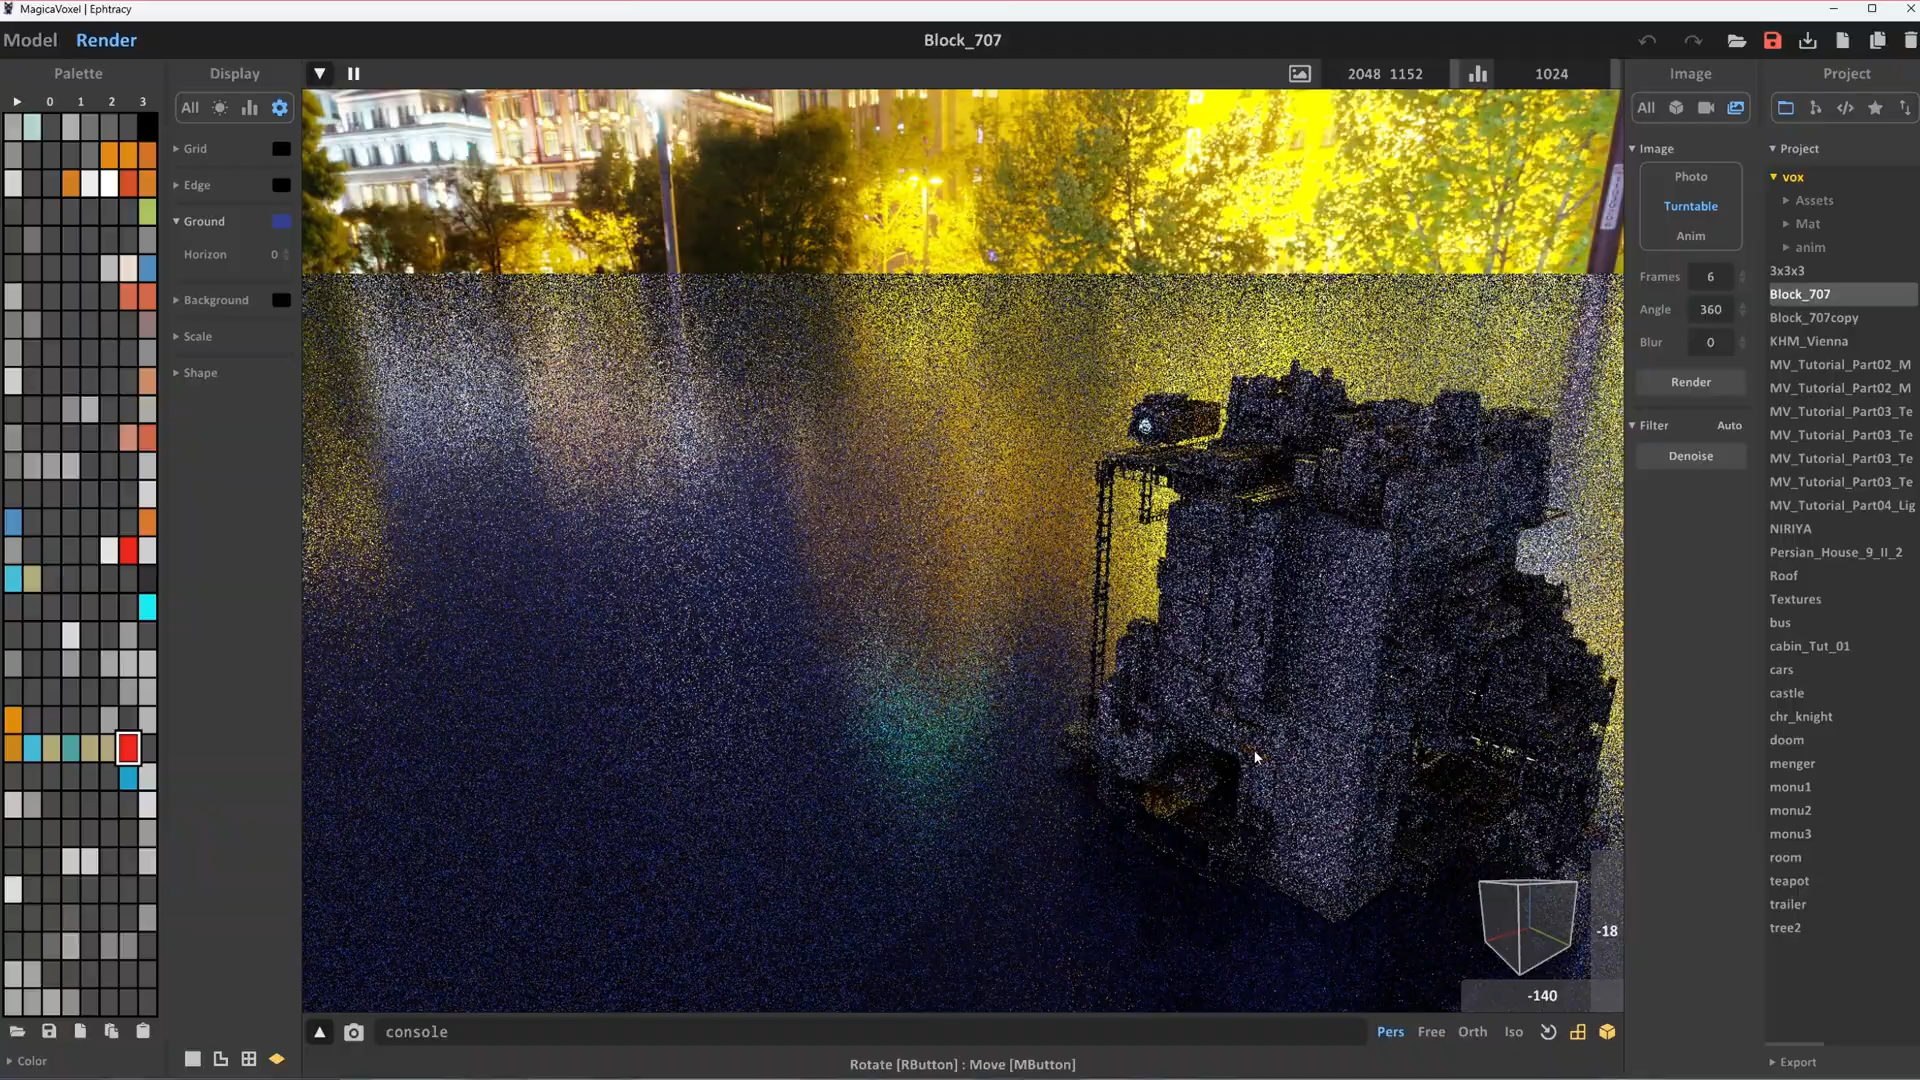 MagicaVoxel | Ephtracy
Model Render
Block_707
Palette
Display
2048 1152
1024
Image
Project
0 1 2 3
All
All
Grid
Edge
Ground
Horizon 0
Background
Scale
Shape
Image
Photo
Turntable
Anim
Frames 6
Angle 360
Blur 0
Render
Filter Auto
Denoise
Project
vox
Assets
Mat
anim
3x3x3
Block_707
Block_707copy
KHM_Vienna
MV_Tutorial_Part02_M
MV_Tutorial_Part02_M
MV_Tutorial_Part03_Te
MV_Tutorial_Part03_Te
MV_Tutorial_Part03_Te
MV_Tutorial_Part03_Te
MV_Tutorial_Part04_Lig
NIRIYA
Persian_House_9_II_2
Roof
Textures
bus
cabin_Tut_01
cars
castle
chr_knight
doom
menger
monu1
monu2
monu3
room
teapot
trailer
tree2
-18
-140
console
Pers Free Orth Iso
Color
Rotate [RButton] : Move [MButton]
Export